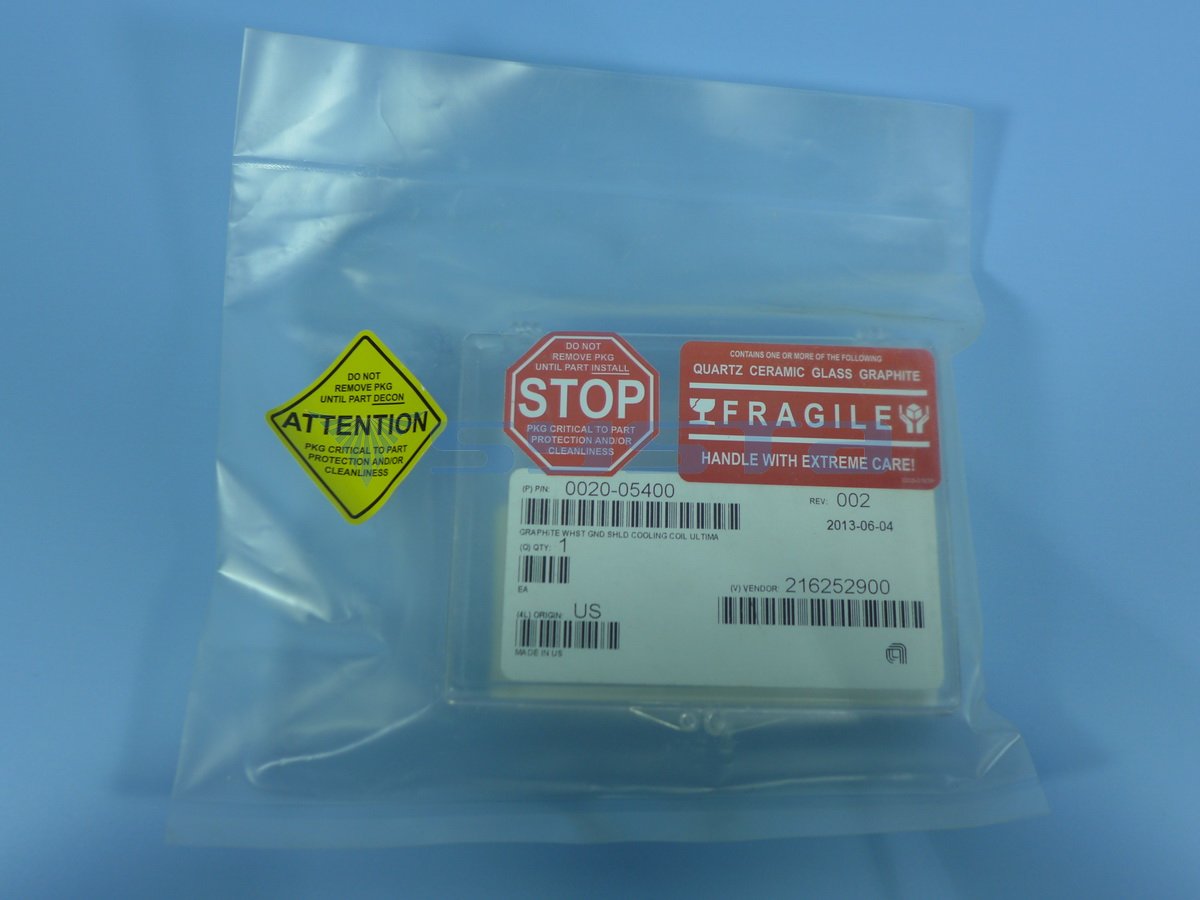 DO NOT
REMOVE PKG
UNTIL PART DECON
ATTENTION
PKG CRITICAL TO PART
PROTECTION AND/OR
CLEANLINESS
DO NOT
REMOVE PKG
UNTIL PART INSTALL
STOP
PKG CRITICAL TO PART
PROTECTION AND/OR
CLEANLINESS
CONTAINS ONE OR MORE OF THE FOLLOWING
QUARTZ CERAMIC GLASS GRAPHITE
FRAGILE
HANDLE WITH EXTREME CARE!
(P) P/N: 0020-05400
REV: 002
2013-06-04
GRAPHITE WHST GND SHLD COOLING COIL ULTIMA
(Q) QTY: 1
EA
(V) VENDOR: 216252900
(4L) ORIGIN: US
MADE IN US